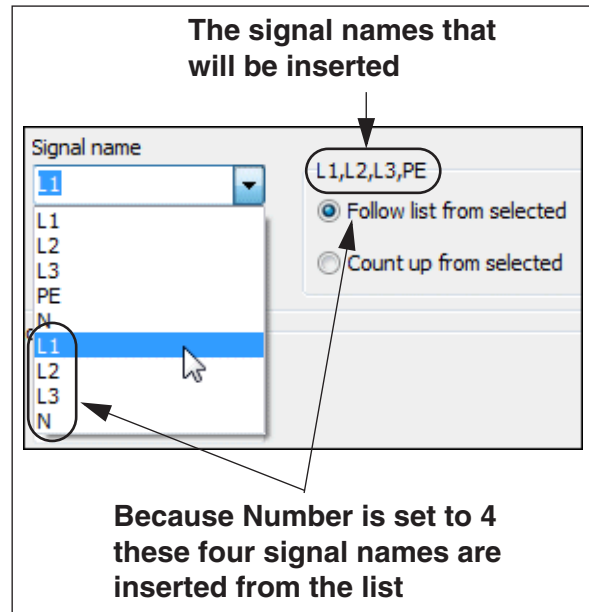 The signal names that
will be inserted
Signal name
L1
L1,L2,L3,PE
Follow list from selected
Count up from selected
L1
L2
L3
PE
N
L1
L2
L3
N
Because Number is set to 4
these four signal names are
inserted from the list